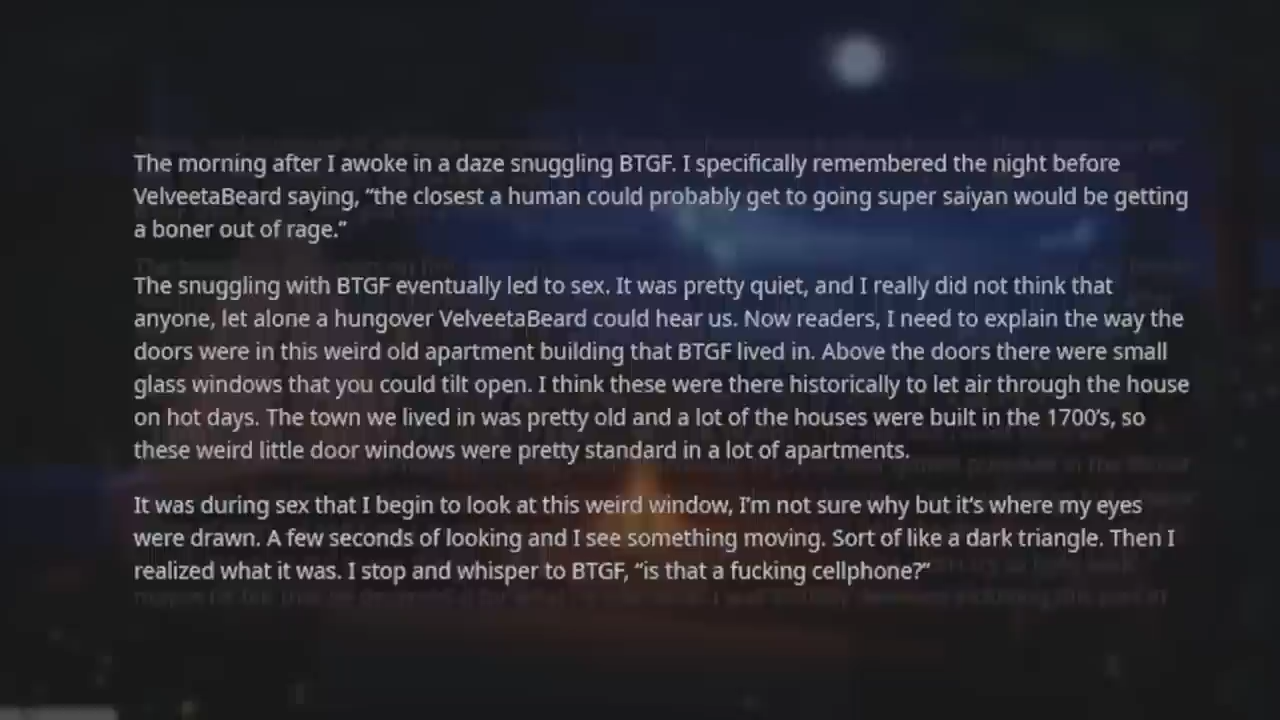 The morning after I awoke in a daze snuggling BTGF. I specifically remembered the night before
VelveetaBeard saying, “the closest a human could probably get to going super saiyan would be getting
a boner out of rage.”
The snuggling with BTGF eventually led to sex. It was pretty quiet, and I really did not think that
anyone, let alone a hungover VelveetaBeard could hear us. Now readers, I need to explain the way the
doors were in this weird old apartment building that BTGF lived in. Above the doors there were small
glass windows that you could tilt open. I think these were there historically to let air through the house
on hot days. The town we lived in was pretty old and a lot of the houses were built in the 1700’s, so
these weird little door windows were pretty standard in a lot of apartments.
It was during sex that I begin to look at this weird window, I’m not sure why but it’s where my eyes
were drawn. A few seconds of looking and I see something moving. Sort of like a dark triangle. Then I
realized what it was. I stop and whisper to BTGF, “is that a fucking cellphone?”